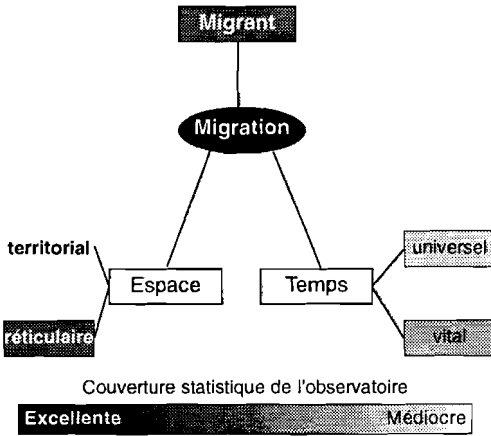 Migrant
Migration
territorial
universel
Espace
Temps
réticulaire
vital
Couverture statistique de l'observatoire
Excellente
Médiocre